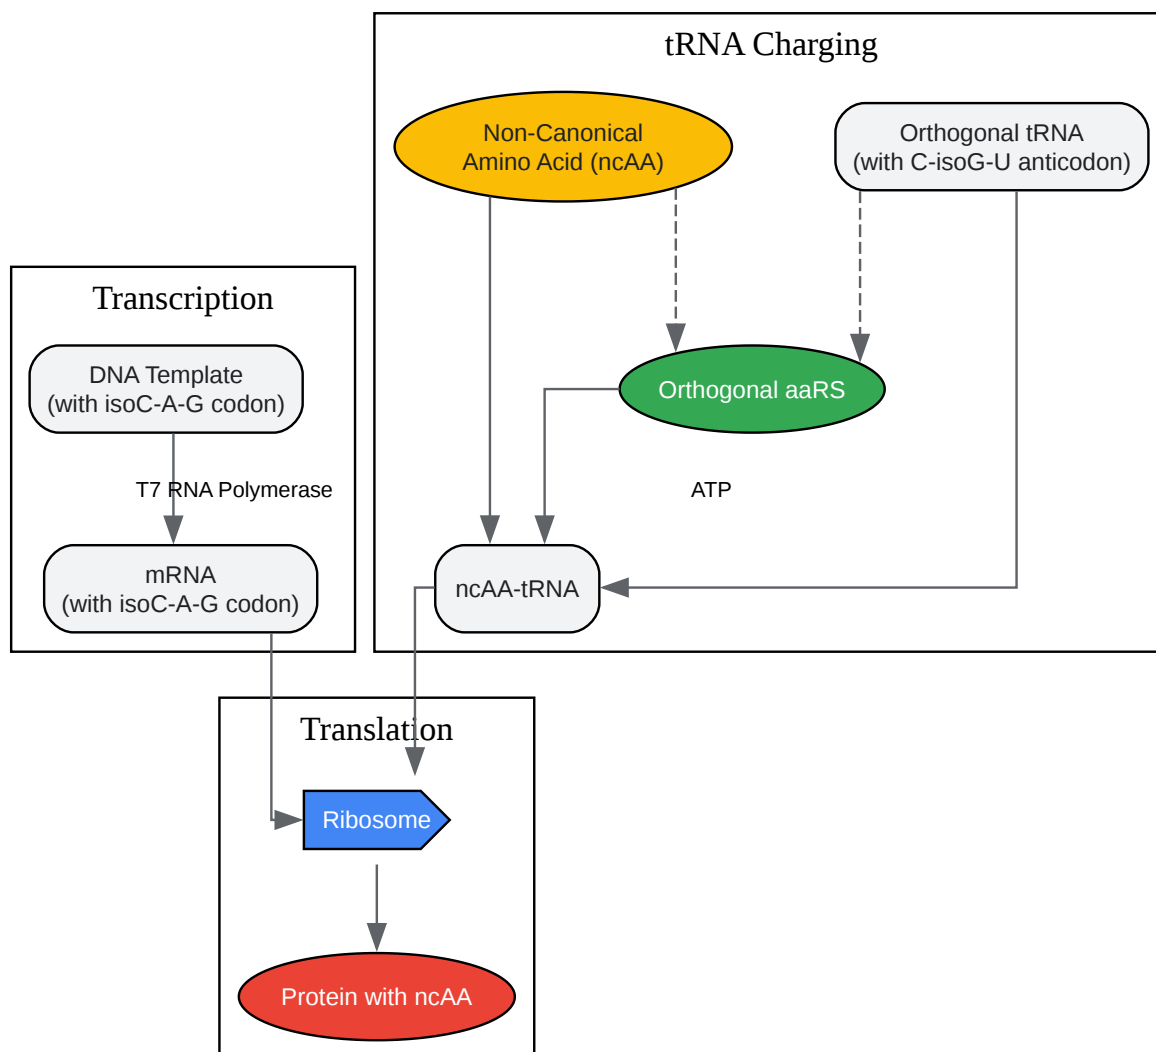 tRNA Charging
Non-Canonical
Amino Acid (ncAA)
Orthogonal tRNA
(with C-isoG-U anticodon)
Transcription
DNA Template
(with isoC-A-G codon)
Orthogonal aaRS
T7 RNA Polymerase
ATP
mRNA
(with isoC-A-G codon)
ncAA-tRNA
Translation
Ribosome
Protein with ncAA